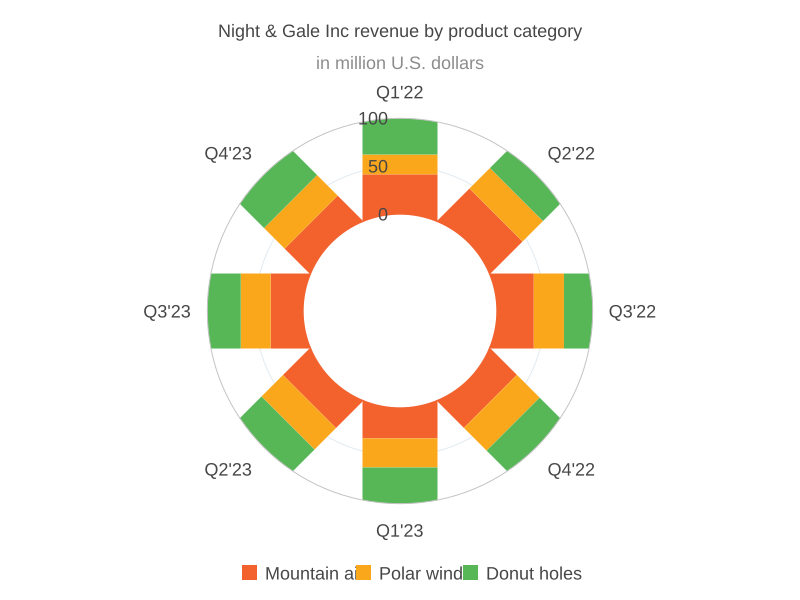 Night & Gale Inc revenue by product category
in million U.S. dollars
Q1'22
100
Q4'23
Q2'22
50
0
Q3'23
Q3'22
Q2'23
Q4'22
Q1'23
Mountain ai Polar wind Donut holes